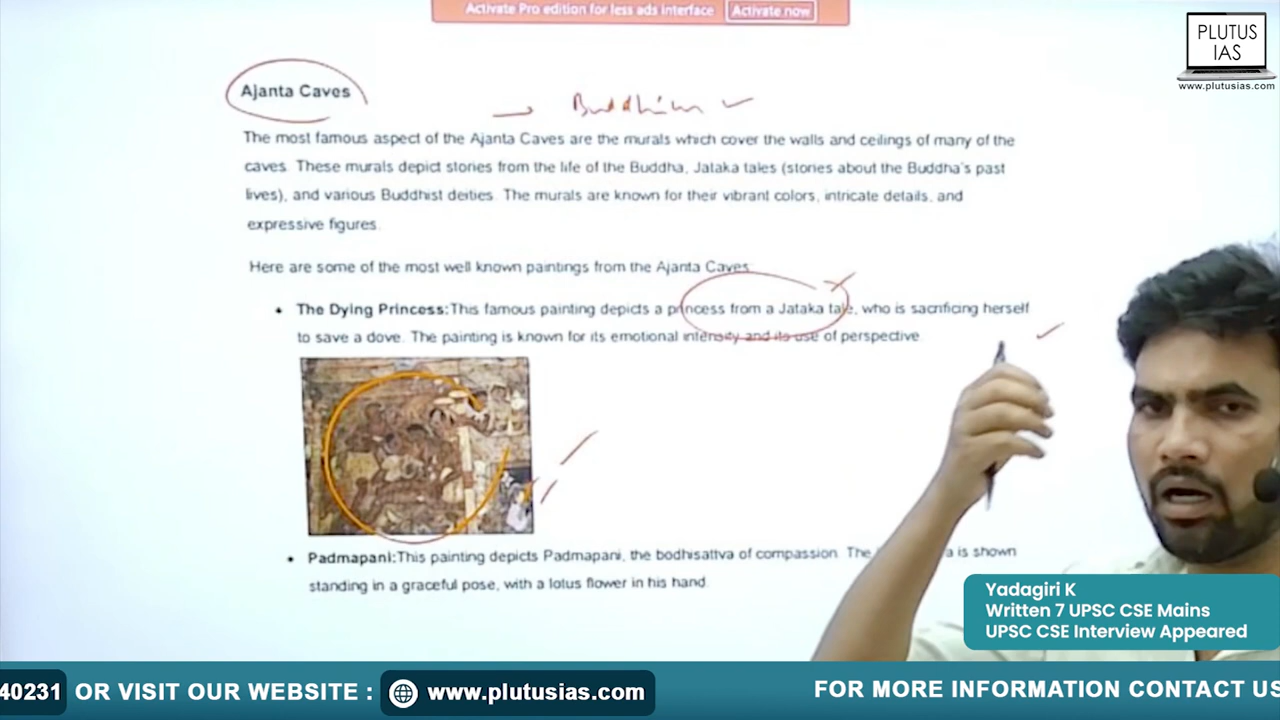 Activate Pro edition for less ads interface Activate now
PLUTUS
IAS
www.plutusias.com
Ajanta Caves
Buddhism
The most famous aspect of the Ajanta Caves are the murals which cover the walls and ceilings of many of the
caves. These murals depict stories from the life of the Buddha, Jataka tales (stories about the Buddha's past
lives), and various Buddhist deities. The murals are known for their vibrant colors, intricate details, and
expressive figures.
Here are some of the most well known paintings from the Ajanta Caves
The Dying Princess:This famous painting depicts a princess from a Jataka tale, who is sacrificing herself
to save a dove. The painting is known for its emotional intensity and its use of perspective.
Padmapani:This painting depicts Padmapani, the bodhisattva of compassion. The is shown
standing in a graceful pose, with a lotus flower in his hand.
Yadagiri K
Written 7 UPSC CSE Mains
UPSC CSE Interview Appeared
40231 OR VISIT OUR WEBSITE : www.plutusias.com FOR MORE INFORMATION CONTACT US